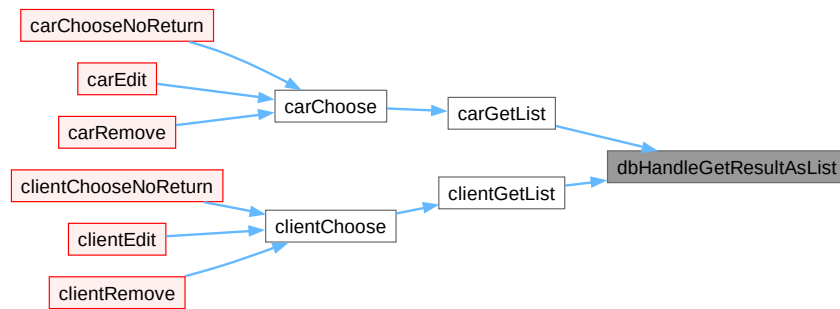 carChooseNoReturn
carEdit
carChoose
carGetList
carRemove
dbHandleGetResultAsList
clientChooseNoReturn
clientGetList
clientEdit
clientChoose
clientRemove